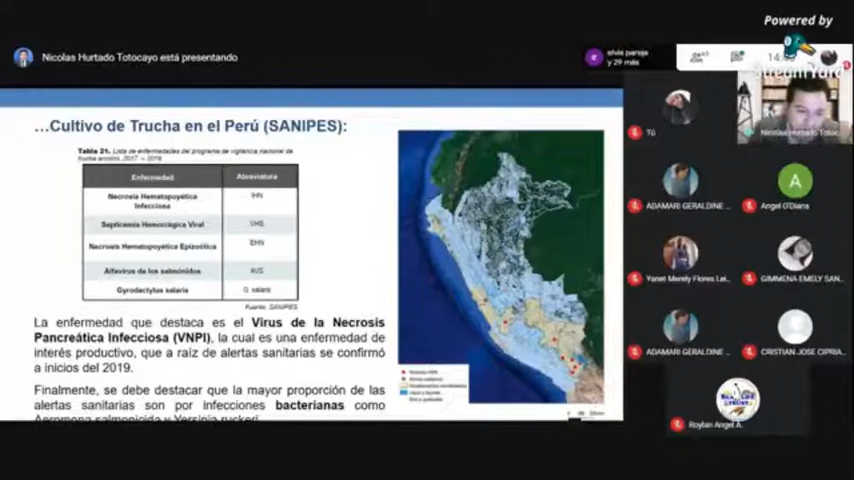 Powered by
StreamYard
Nicolas Hurtado Totocayo está presentando
elvis pareja
y 29 más
…Cultivo de Trucha en el Perú (SANIPES):
Tabla 21. Lista de enfermedades del programa de vigilancia nacional de
trucha arcoíris, 2017 – 2019
Enfermedad Abreviatura
Necrosis Hematopoyética
Infecciosa
IHN
Septicemia Hemorrágica Viral VHS
Necrosis Hematopoyética Epizoótica EHN
Alfavirus de los salmónidos
Gyrodactylus salaris G. salaris
Fuente: SANIPES
La enfermedad que destaca es el Virus de la Necrosis
Pancreática Infecciosa (VNPI), la cual es una enfermedad de
interés productivo, que a raíz de alertas sanitarias se confirmó
a inicios del 2019.
Finalmente, se debe destacar que la mayor proporción de las
alertas sanitarias son por infecciones bacterianas como
Aeromona salmonicida y Yersinia ruckeri.
Tú
Nicolas Hurtado Totoc...
ADAMARI GERALDINE ...
A
Angel O'Diana
Yanet Merely Flores Lei...
GIMMENA EMELY SAN...
ADAMARI GERALDINE ...
CRISTIAN JOSE CIPRIA...
Roylan Angel A.